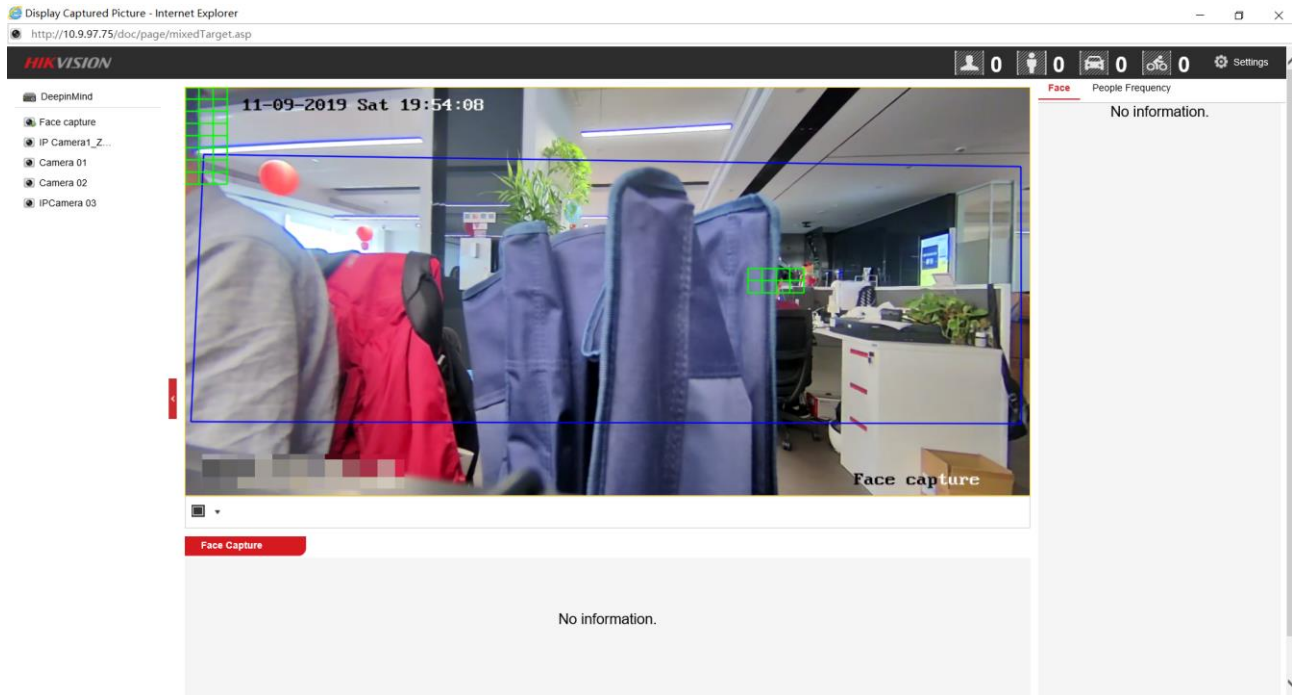 Display Captured Picture - Internet Explorer
http://10.9.97.75/doc/page/mixedTarget.asp
HIKVISION
0 0 0 0 Settings
DeepinMind
Face capture
IP Camera1_Z...
Camera 01
Camera 02
IPCamera 03
11-09-2019 Sat 19:54:08
Face capture
Face People Frequency
No information.
Face Capture
No information.